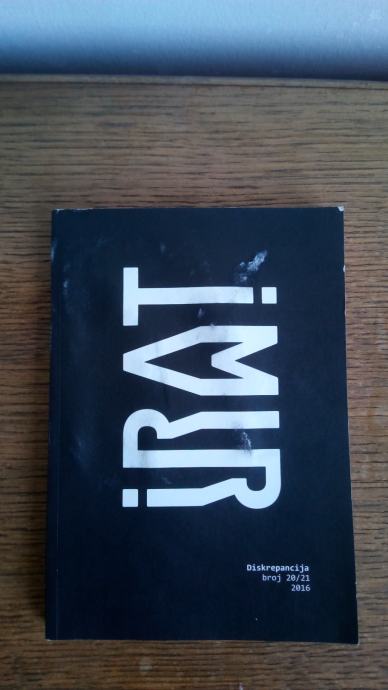 i RAT
i MIR
Diskrepancija
broj 20/21
2016